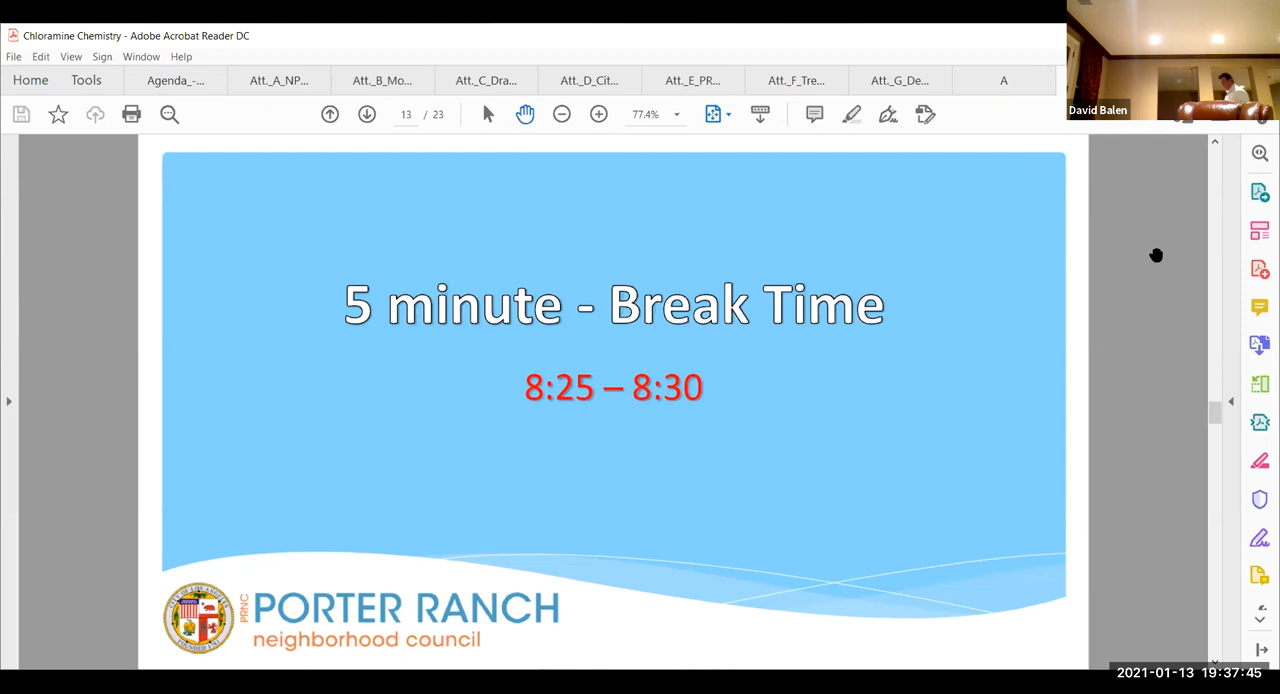 Chloramine Chemistry - Adobe Acrobat Reader DC
File Edit View Sign Window Help
Home Tools Agenda_-... Att._A_NP... Att._B_Mo... Att._C_Dra... Att._D_Cit... Att._E_PR... Att._F_Tre... Att._G_De... A
David Balen
13 / 23 77.4%
5 minute - Break Time
8:25 – 8:30
PRNC
PORTER RANCH
neighborhood council
2021-01-13 19:37:45